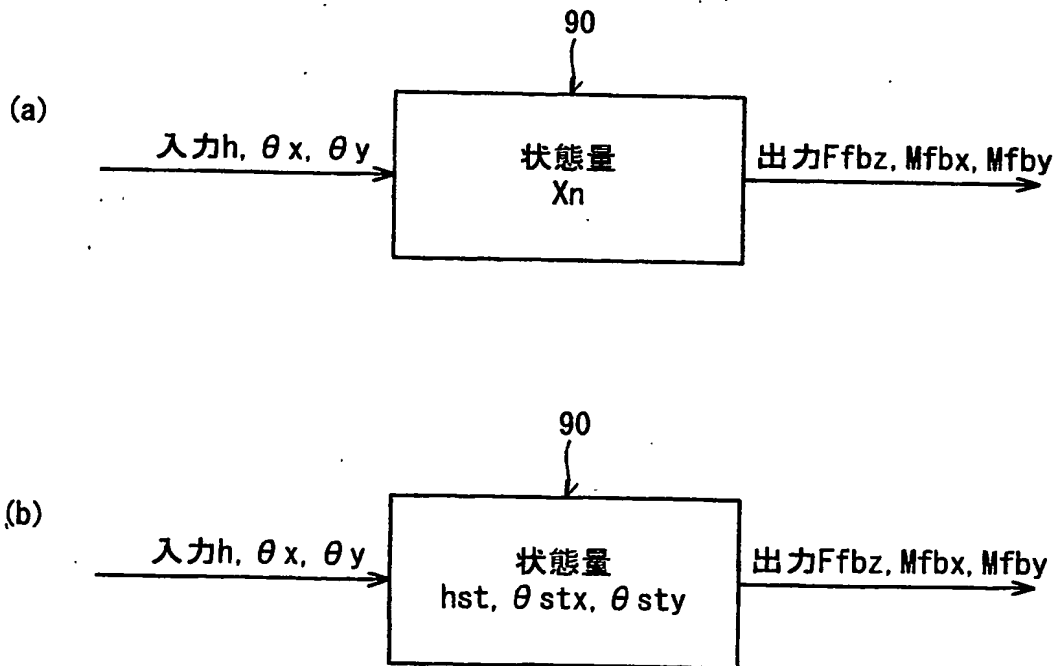 90
(a)
入力h, θx, θy
状態量
Xn
出力Ffbz, Mfbx, Mfby
90
(b)
入力h, θx, θy
状態量
hst, θstx, θsty
出力Ffbz, Mfbx, Mfby